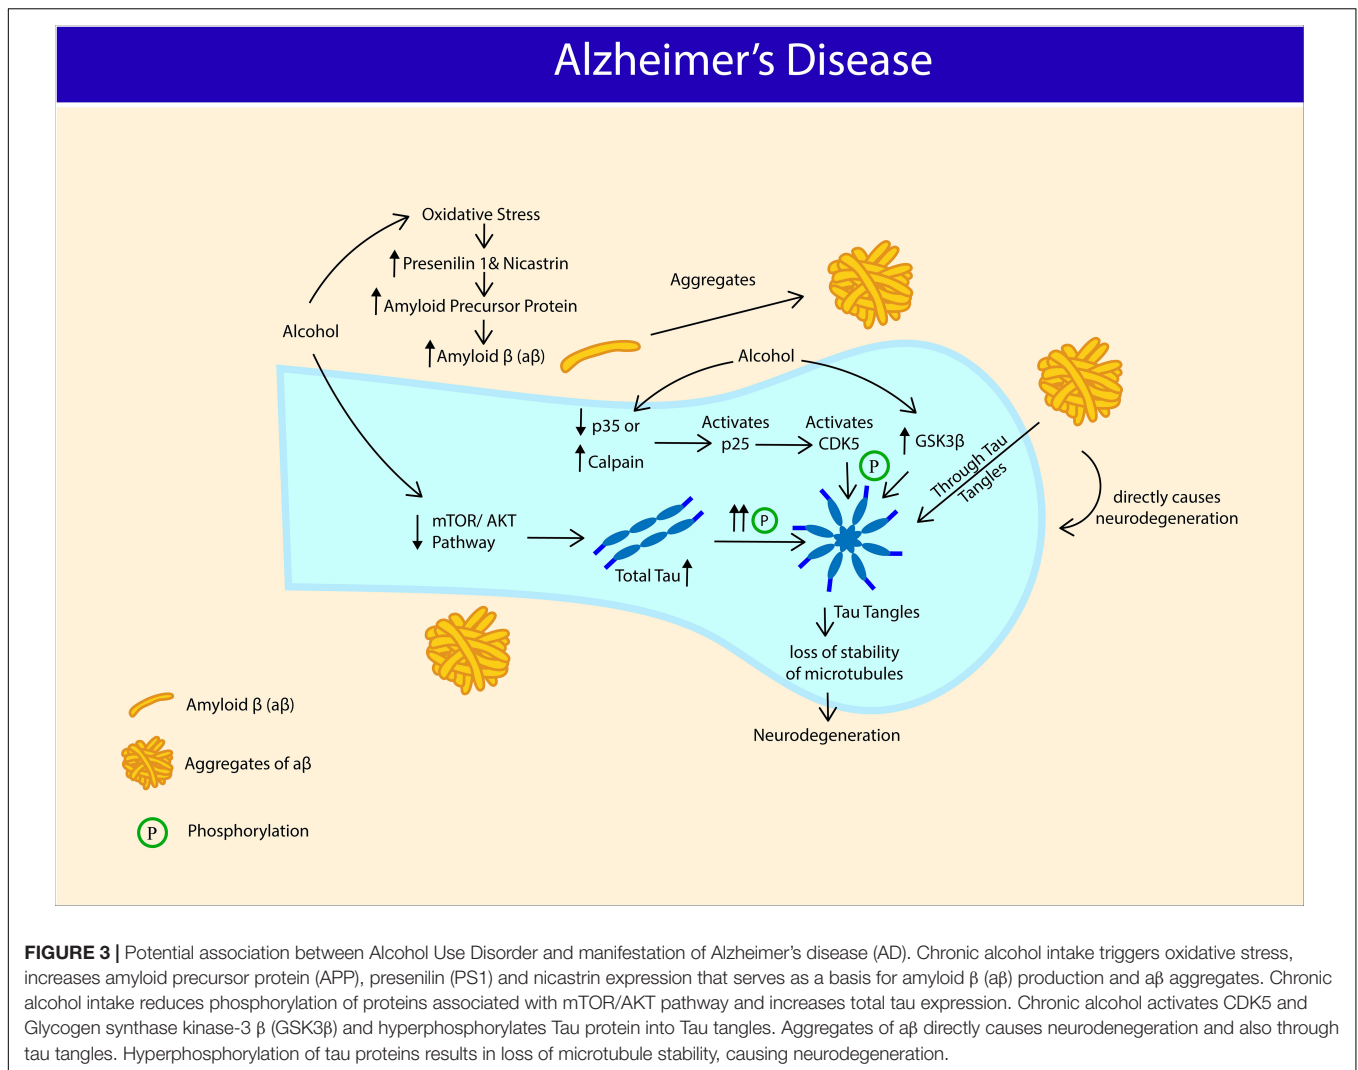 Alzheimer's Disease
Oxidative Stress
Presenilin 1& Nicastrin
Amyloid Precursor Protein
Amyloid β (aβ)
Alcohol
Aggregates
Alcohol
p35 or
Calpain
Activates
p25
Activates
CDK5
P
GSK3β
Through Tau
Tangles
directly causes
neurodegeneration
mTOR/ AKT
Pathway
Total Tau
P
Tau Tangles
loss of stability
of microtubules
Neurodegeneration
Amyloid β (aβ)
Aggregates of aβ
P Phosphorylation
FIGURE 3 | Potential association between Alcohol Use Disorder and manifestation of Alzheimer's disease (AD). Chronic alcohol intake triggers oxidative stress,
increases amyloid precursor protein (APP), presenilin (PS1) and nicastrin expression that serves as a basis for amyloid β (aβ) production and aβ aggregates. Chronic
alcohol intake reduces phosphorylation of proteins associated with mTOR/AKT pathway and increases total tau expression. Chronic alcohol activates CDK5 and
Glycogen synthase kinase-3 β (GSK3β) and hyperphosphorylates Tau protein into Tau tangles. Aggregates of aβ directly causes neurodenegeration and also through
tau tangles. Hyperphosphorylation of tau proteins results in loss of microtubule stability, causing neurodegeneration.